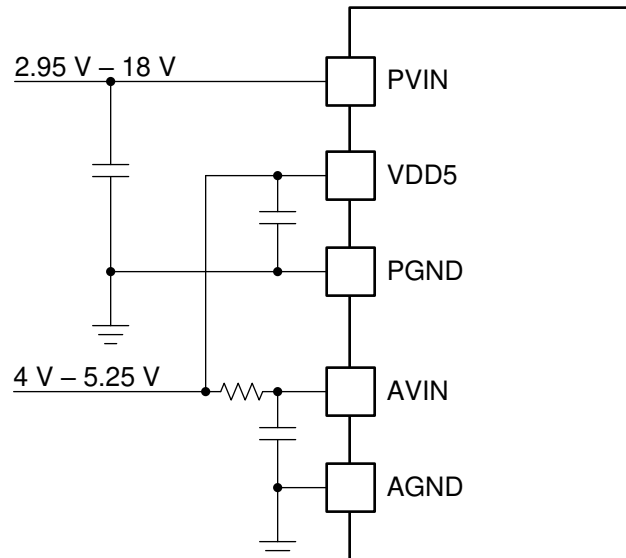 2.95 V – 18 V
PVIN
VDD5
PGND
4 V – 5.25 V
AVIN
AGND